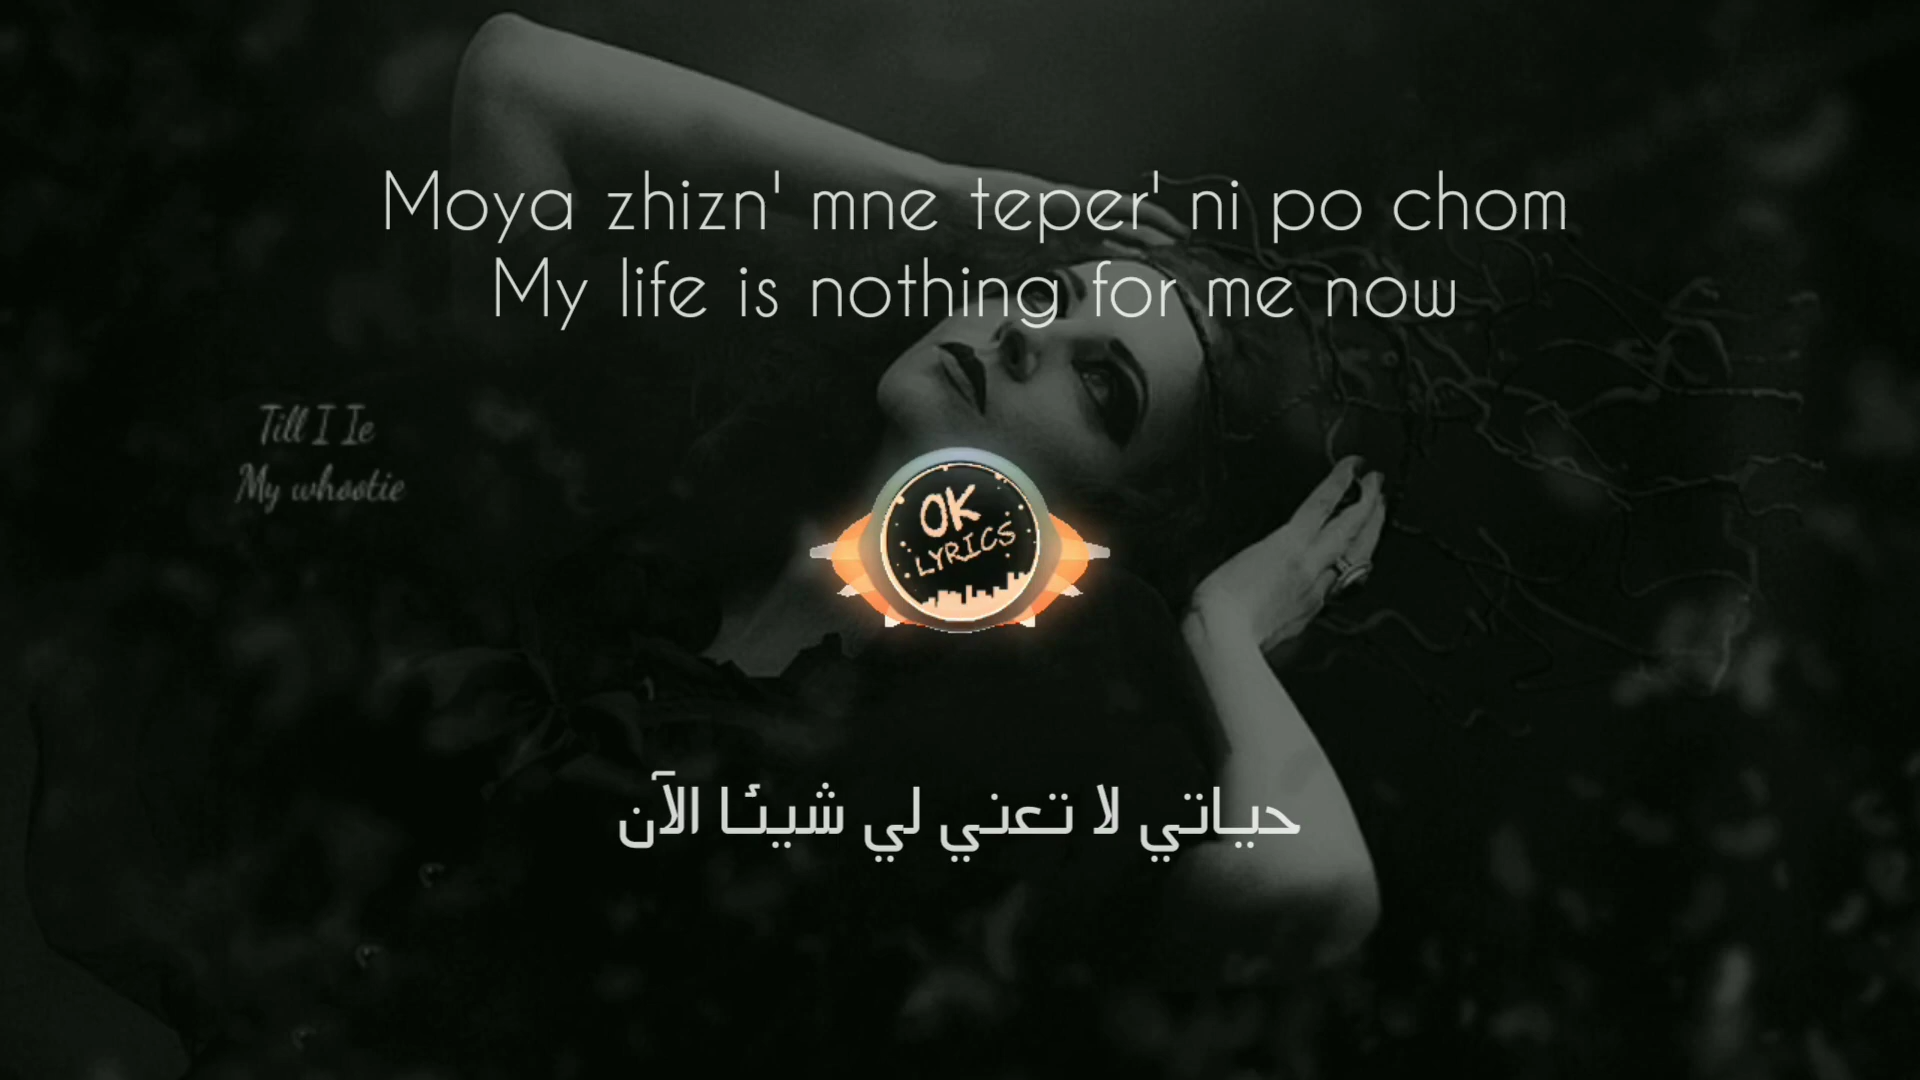 Moya zhizn' mne teper' ni po chom
My life is nothing for me now
Till I Ie
My whootie
OK
LYRICS
حياتي لا تعني لي شيئا الآن